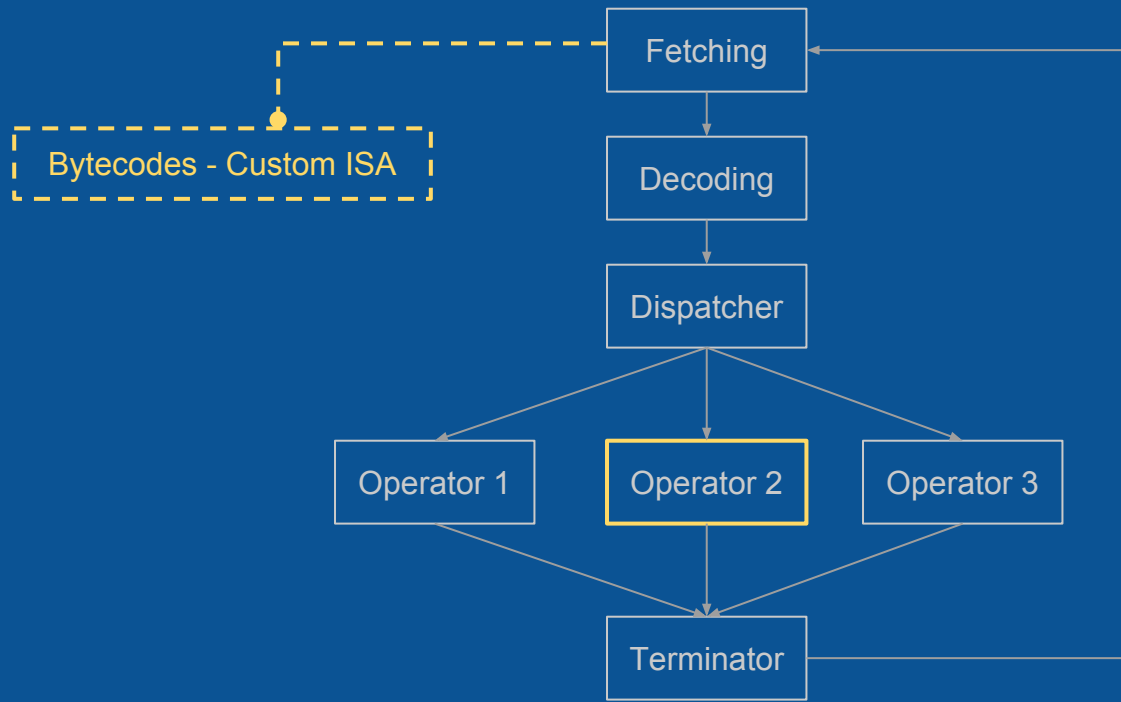 Fetching
Bytecodes - Custom ISA
Decoding
Dispatcher
Operator 1
Operator 2
Operator 3
Terminator